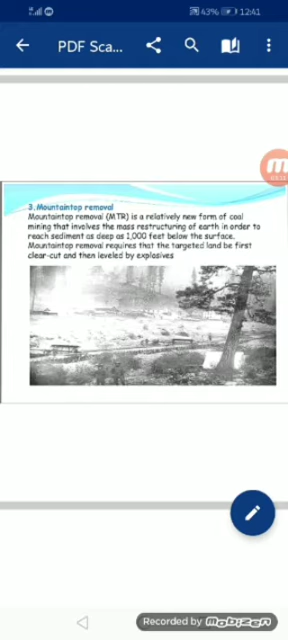 43% 12:41
PDF Sca...
3.Mountaintop removal
Mountaintop removal (MTR) is a relatively new form of coal
mining that involves the mass restructuring of earth in order to
reach sediment as deep as 1,000 feet below the surface.
Mountaintop removal requires that the targeted land be first
clear-cut and then leveled by explosives
Recorded by mobizen